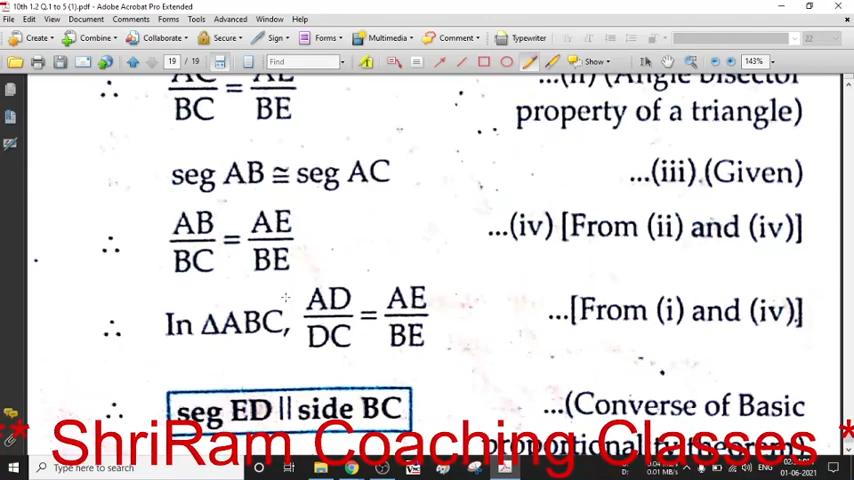 10th 1.2 Q.1 to 5 (1).pdf - Adobe Acrobat Pro Extended
File Edit View Document Comments Forms Tools Advanced Window Help
Create Combine Collaborate Secure Sign Forms Multimedia Comment Typewriter 22
19 / 19 Find Show 143%
∴ AC/BC = AE/BE ...(ii) (Angle bisector
property of a triangle)
seg AB ≅ seg AC ...(iii) (Given)
∴ AB/BC = AE/BE ...(iv) [From (ii) and (iv)]
∴ In ΔABC, AD/DC = AE/BE ...[From (i) and (iv)]
∴ seg ED || side BC ...(Converse of Basic
proportionality theorem)
** ShriRam Coaching Classes *
Type here to search ENG
01-06-2021